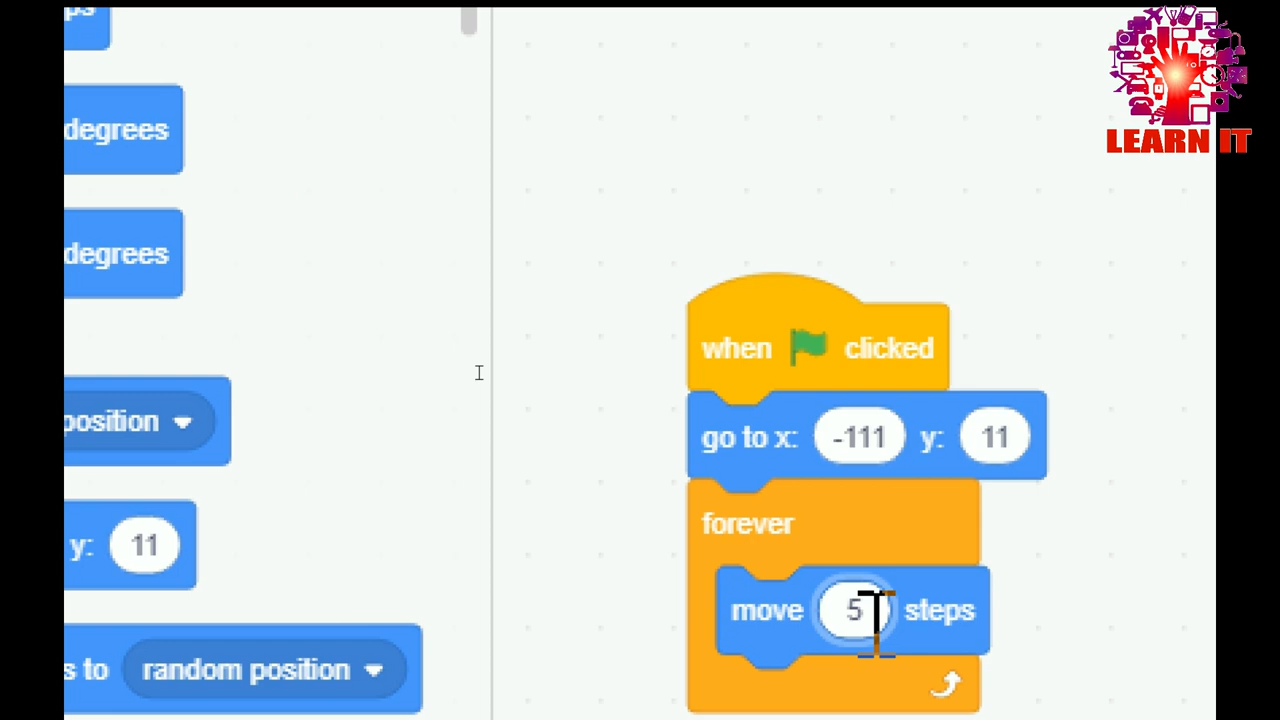 LEARN IT
degrees
degrees
position
y: 11
s to random position
when clicked
go to x: -111 y: 11
forever
move 5 steps